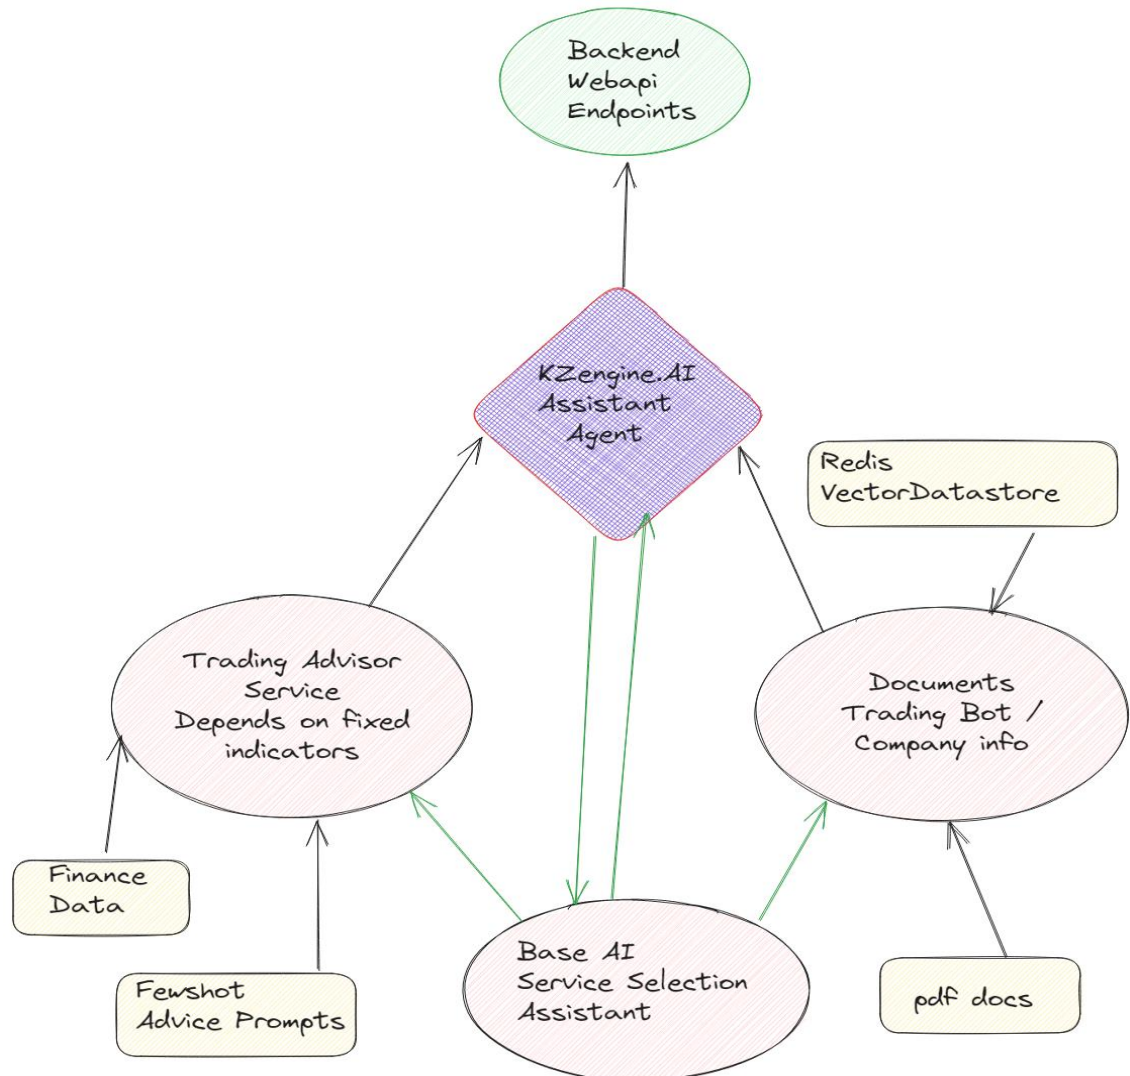 Backend
Webapi
Endpoints
KZengine.AI
Assistant
Agent
Redis
VectorDatastore
Trading Advisor
Service
Depends on fixed
indicators
Documents
Trading Bot /
Company info
Finance
Data
Fewshot
Advice Prompts
Base AI
Service Selection
Assistant
pdf docs